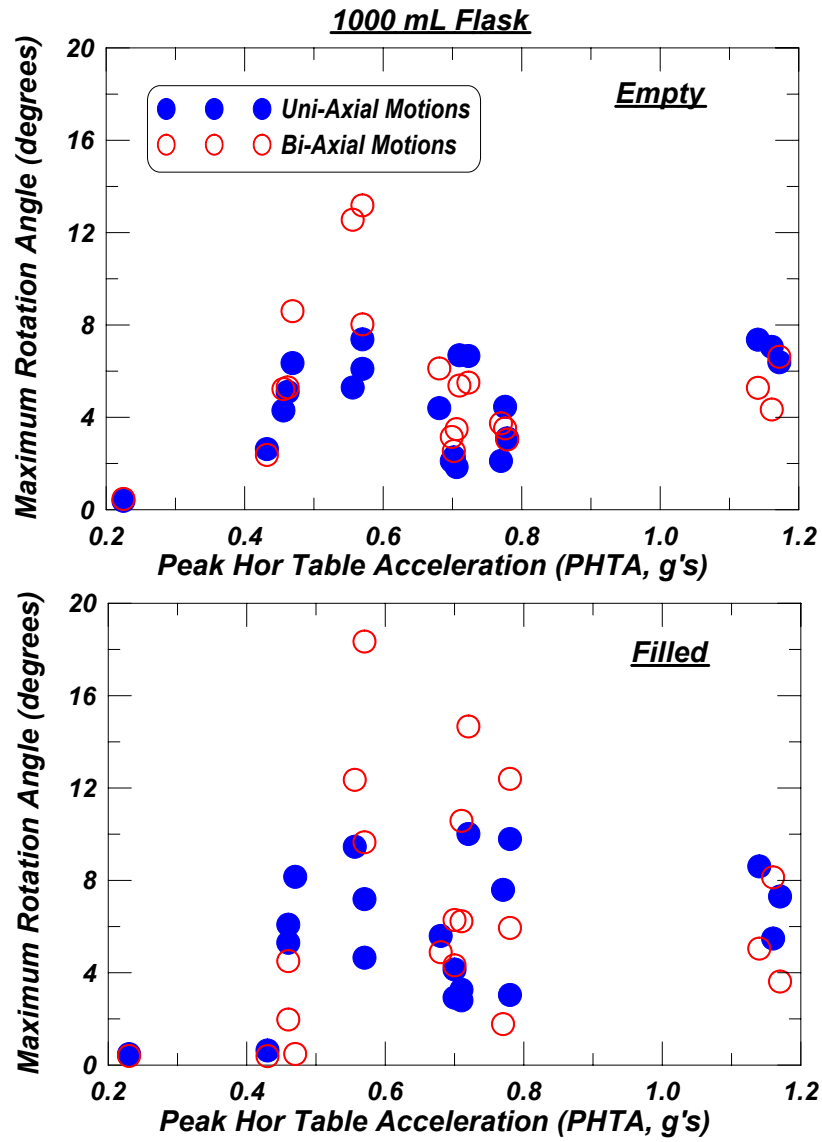 1000 mL Flask
20
16
12
8
4
0
Maximum Rotation Angle (degrees)
Uni-Axial Motions
Bi-Axial Motions
Empty
0.2 0.4 0.6 0.8 1.0 1.2
Peak Hor Table Acceleration (PHTA, g's)
20
16
12
8
4
0
Maximum Rotation Angle (degrees)
Filled
0.2 0.4 0.6 0.8 1.0 1.2
Peak Hor Table Acceleration (PHTA, g's)